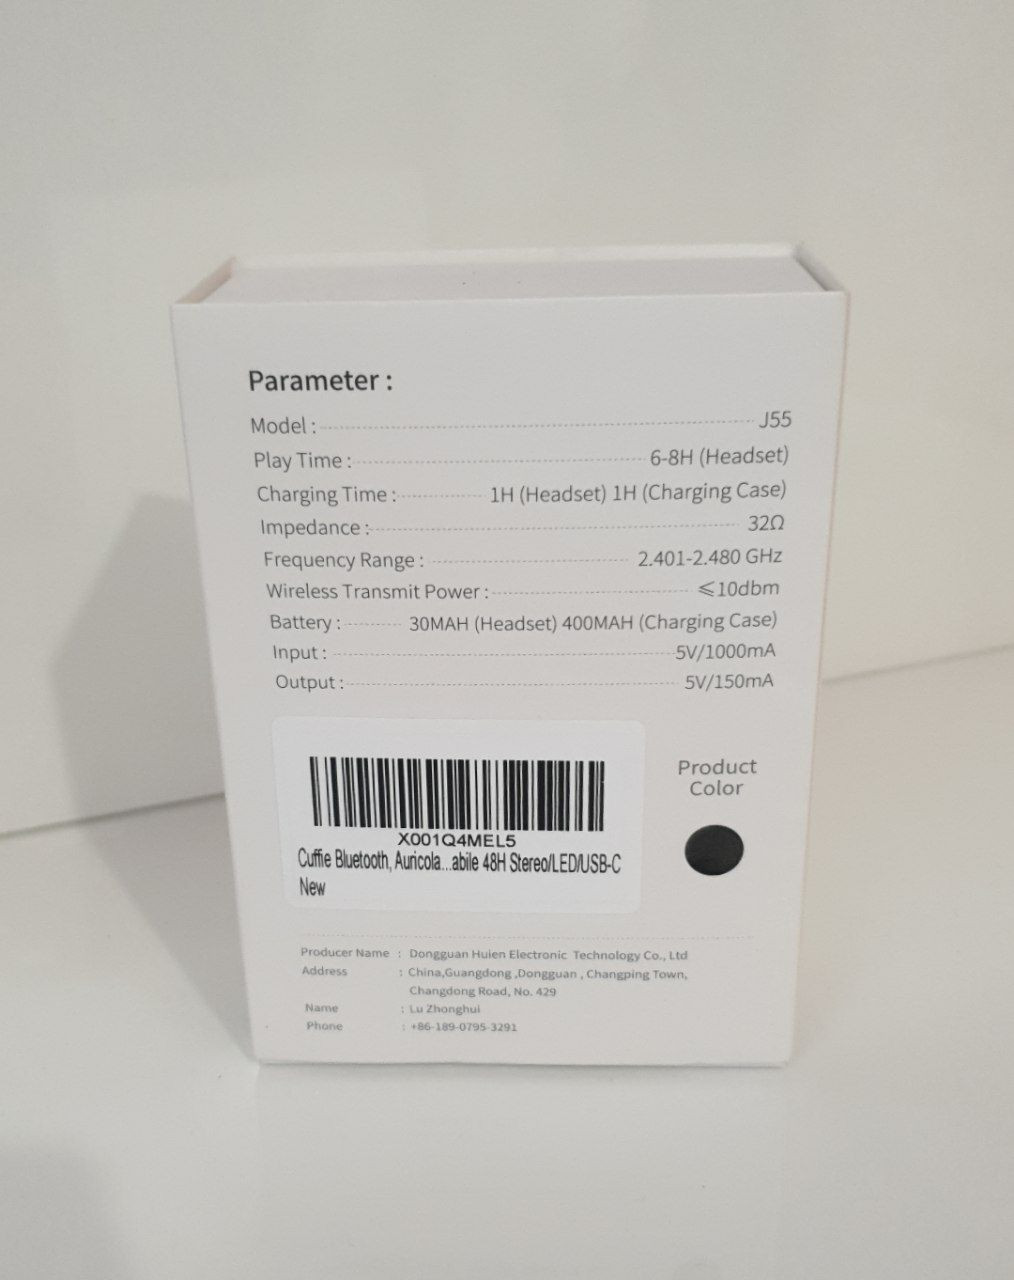 Parameter :
Model : J55
Play Time : 6-8H (Headset)
Charging Time : 1H (Headset) 1H (Charging Case)
Impedance : 32Ω
Frequency Range : 2.401-2.480 GHz
Wireless Transmit Power : ⩽10dbm
Battery : 30MAH (Headset) 400MAH (Charging Case)
Input : 5V/1000mA
Output : 5V/150mA
X001Q4MEL5
Cuffie Bluetooth, Auricola...abile 48H Stereo/LED/USB-C
New
Product
Color
Producer Name : Dongguan Huien Electronic Technology Co., Ltd
Address : China,Guangdong ,Dongguan , Changping Town,
Changdong Road, No. 429
Name : Lu Zhonghui
Phone : +86-189-0795-3291